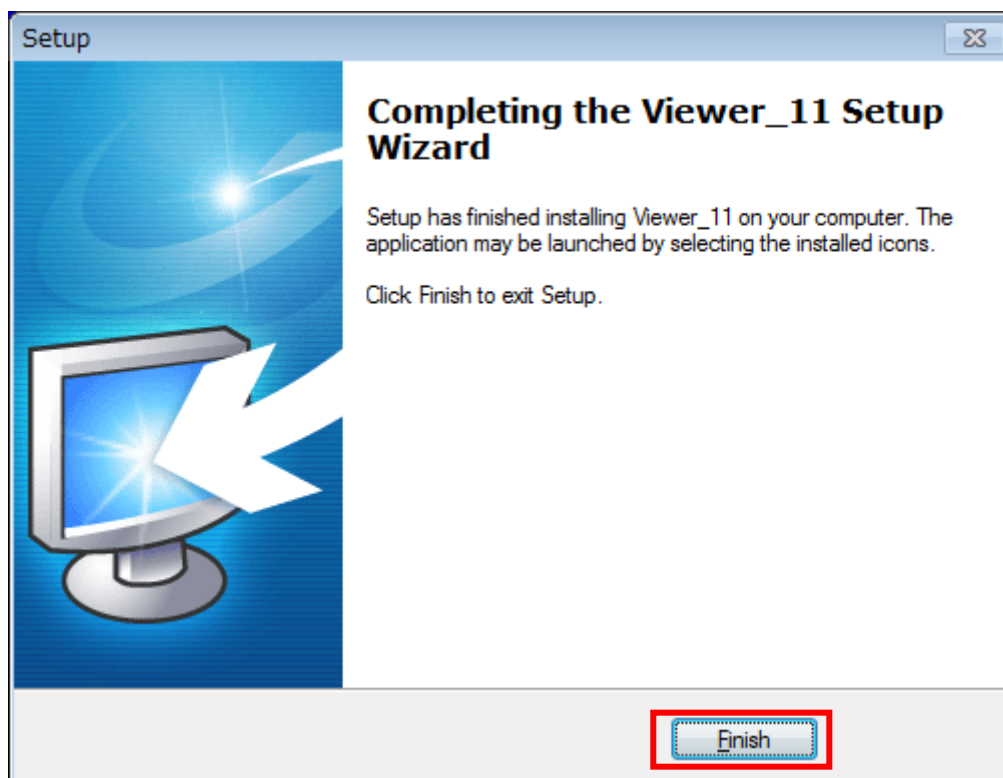 Setup
Completing the Viewer_11 Setup
Wizard
Setup has finished installing Viewer_11 on your computer. The
application may be launched by selecting the installed icons.
Click Finish to exit Setup.
Finish